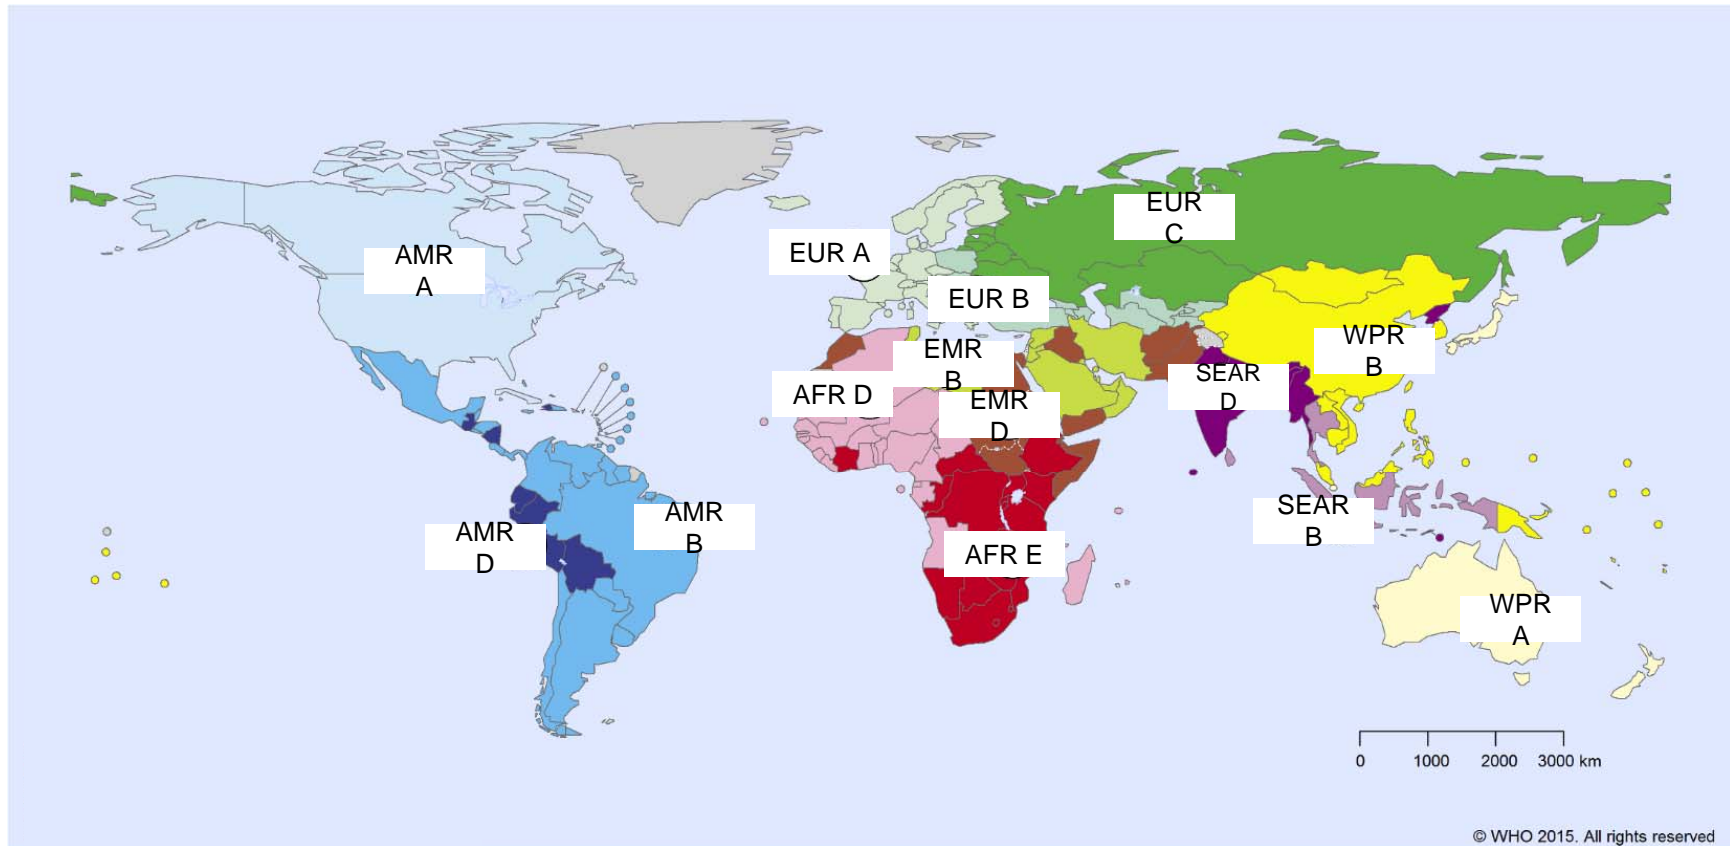 EUR
C
AMR
A
EUR A
EUR B
EMR
B
WPR
B
SEAR
D
AFR D
EMR
D
AMR
D
AMR
B
SEAR
B
AFR E
WPR
A
0 1000 2000 3000 km
© WHO 2015. All rights reserved